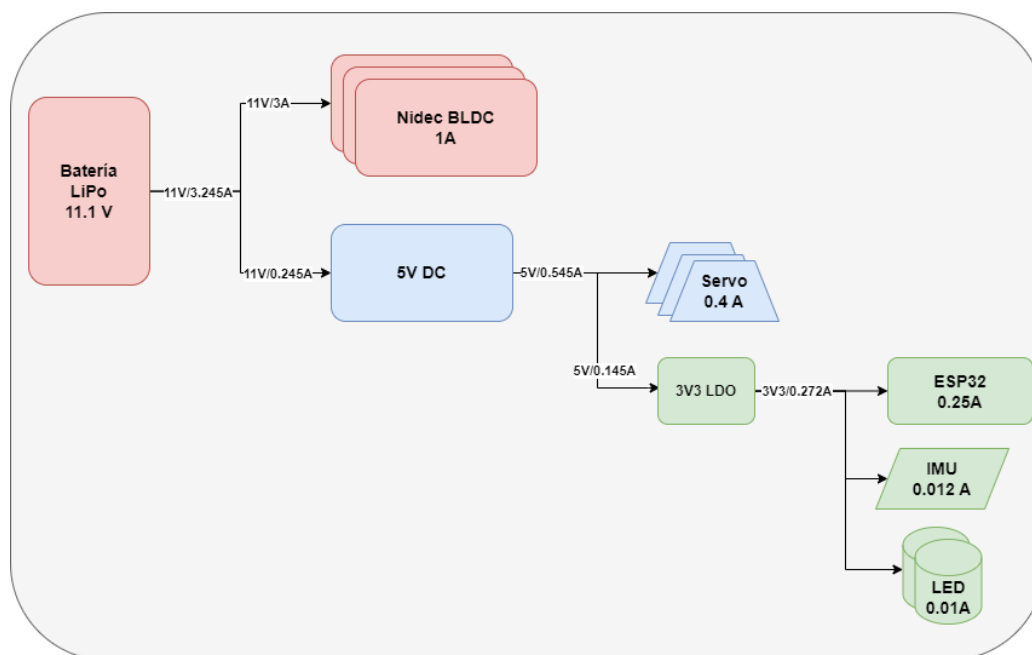 Batería
LiPo
11.1 V
11V/3.245A
11V/3A
Nidec BLDC
1A
11V/0.245A
5V DC
5V/0.545A
Servo
0.4 A
5V/0.145A
3V3 LDO
3V3/0.272A
ESP32
0.25A
IMU
0.012 A
LED
0.01A